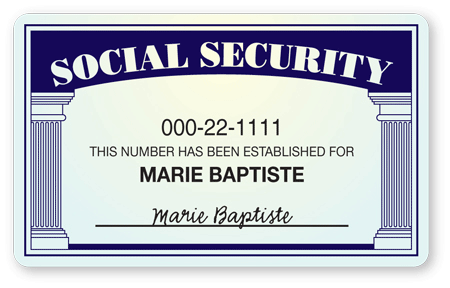 SOCIAL SECURITY
000-22-1111
THIS NUMBER HAS BEEN ESTABLISHED FOR
MARIE BAPTISTE
Marie Baptiste